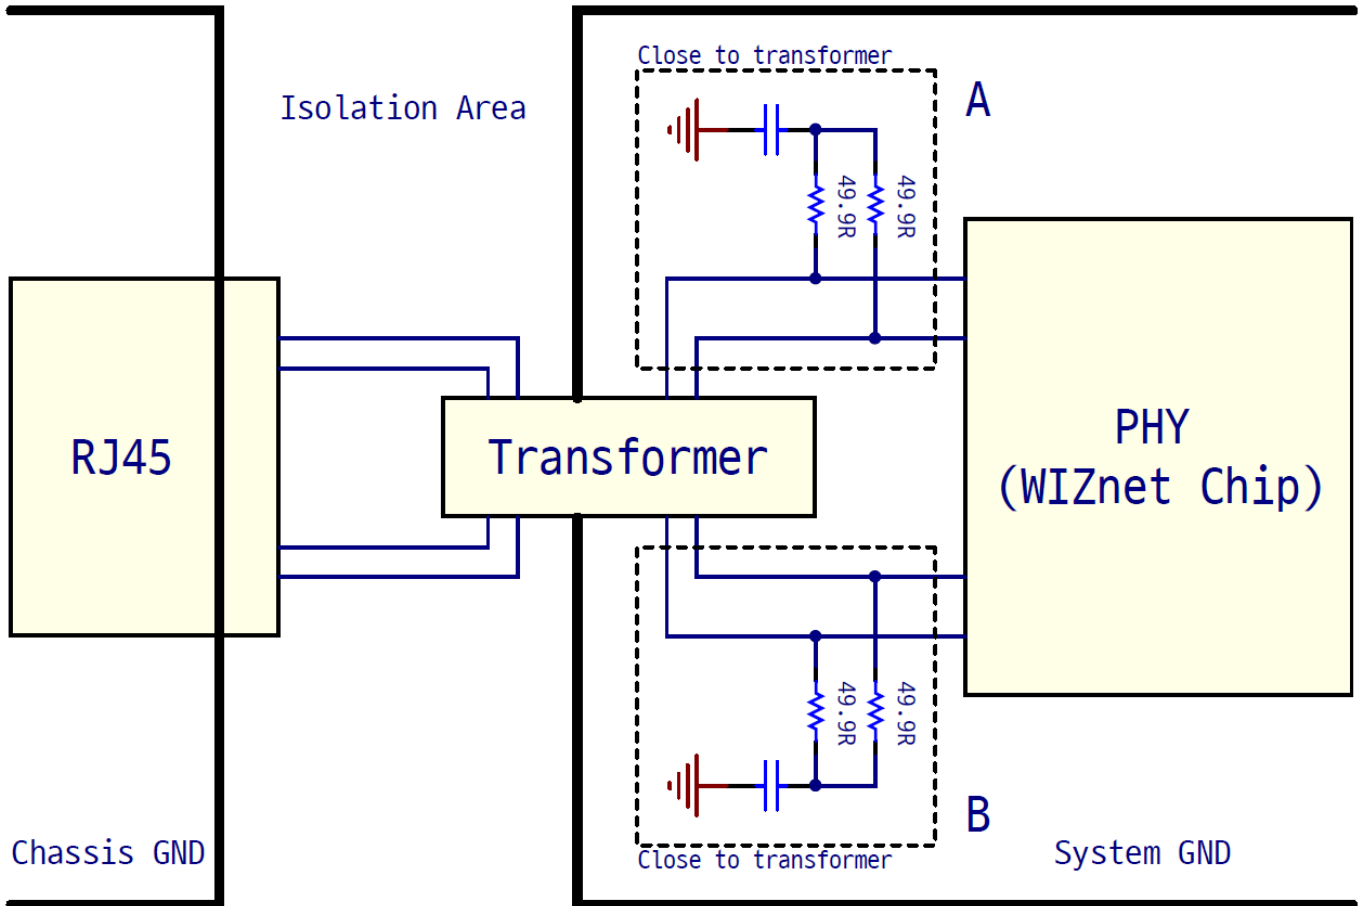 Close to transformer
A
Isolation Area
49.9R
49.9R
RJ45
Transformer
PHY
(WIZnet Chip)
49.9R
49.9R
B
Chassis GND
Close to transformer
System GND